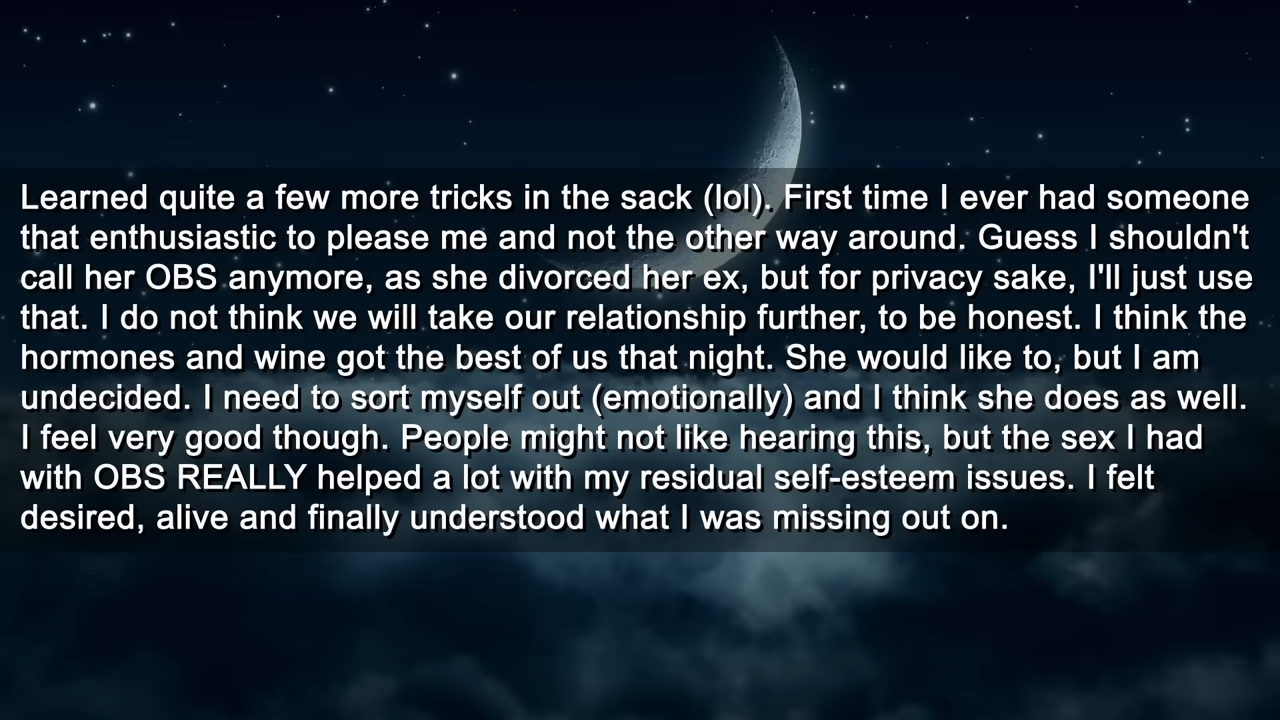 Learned quite a few more tricks in the sack (lol). First time I ever had someone
that enthusiastic to please me and not the other way around. Guess I shouldn't
call her OBS anymore, as she divorced her ex, but for privacy sake, I'll just use
that. I do not think we will take our relationship further, to be honest. I think the
hormones and wine got the best of us that night. She would like to, but I am
undecided. I need to sort myself out (emotionally) and I think she does as well.
I feel very good though. People might not like hearing this, but the sex I had
with OBS REALLY helped a lot with my residual self-esteem issues. I felt
desired, alive and finally understood what I was missing out on.